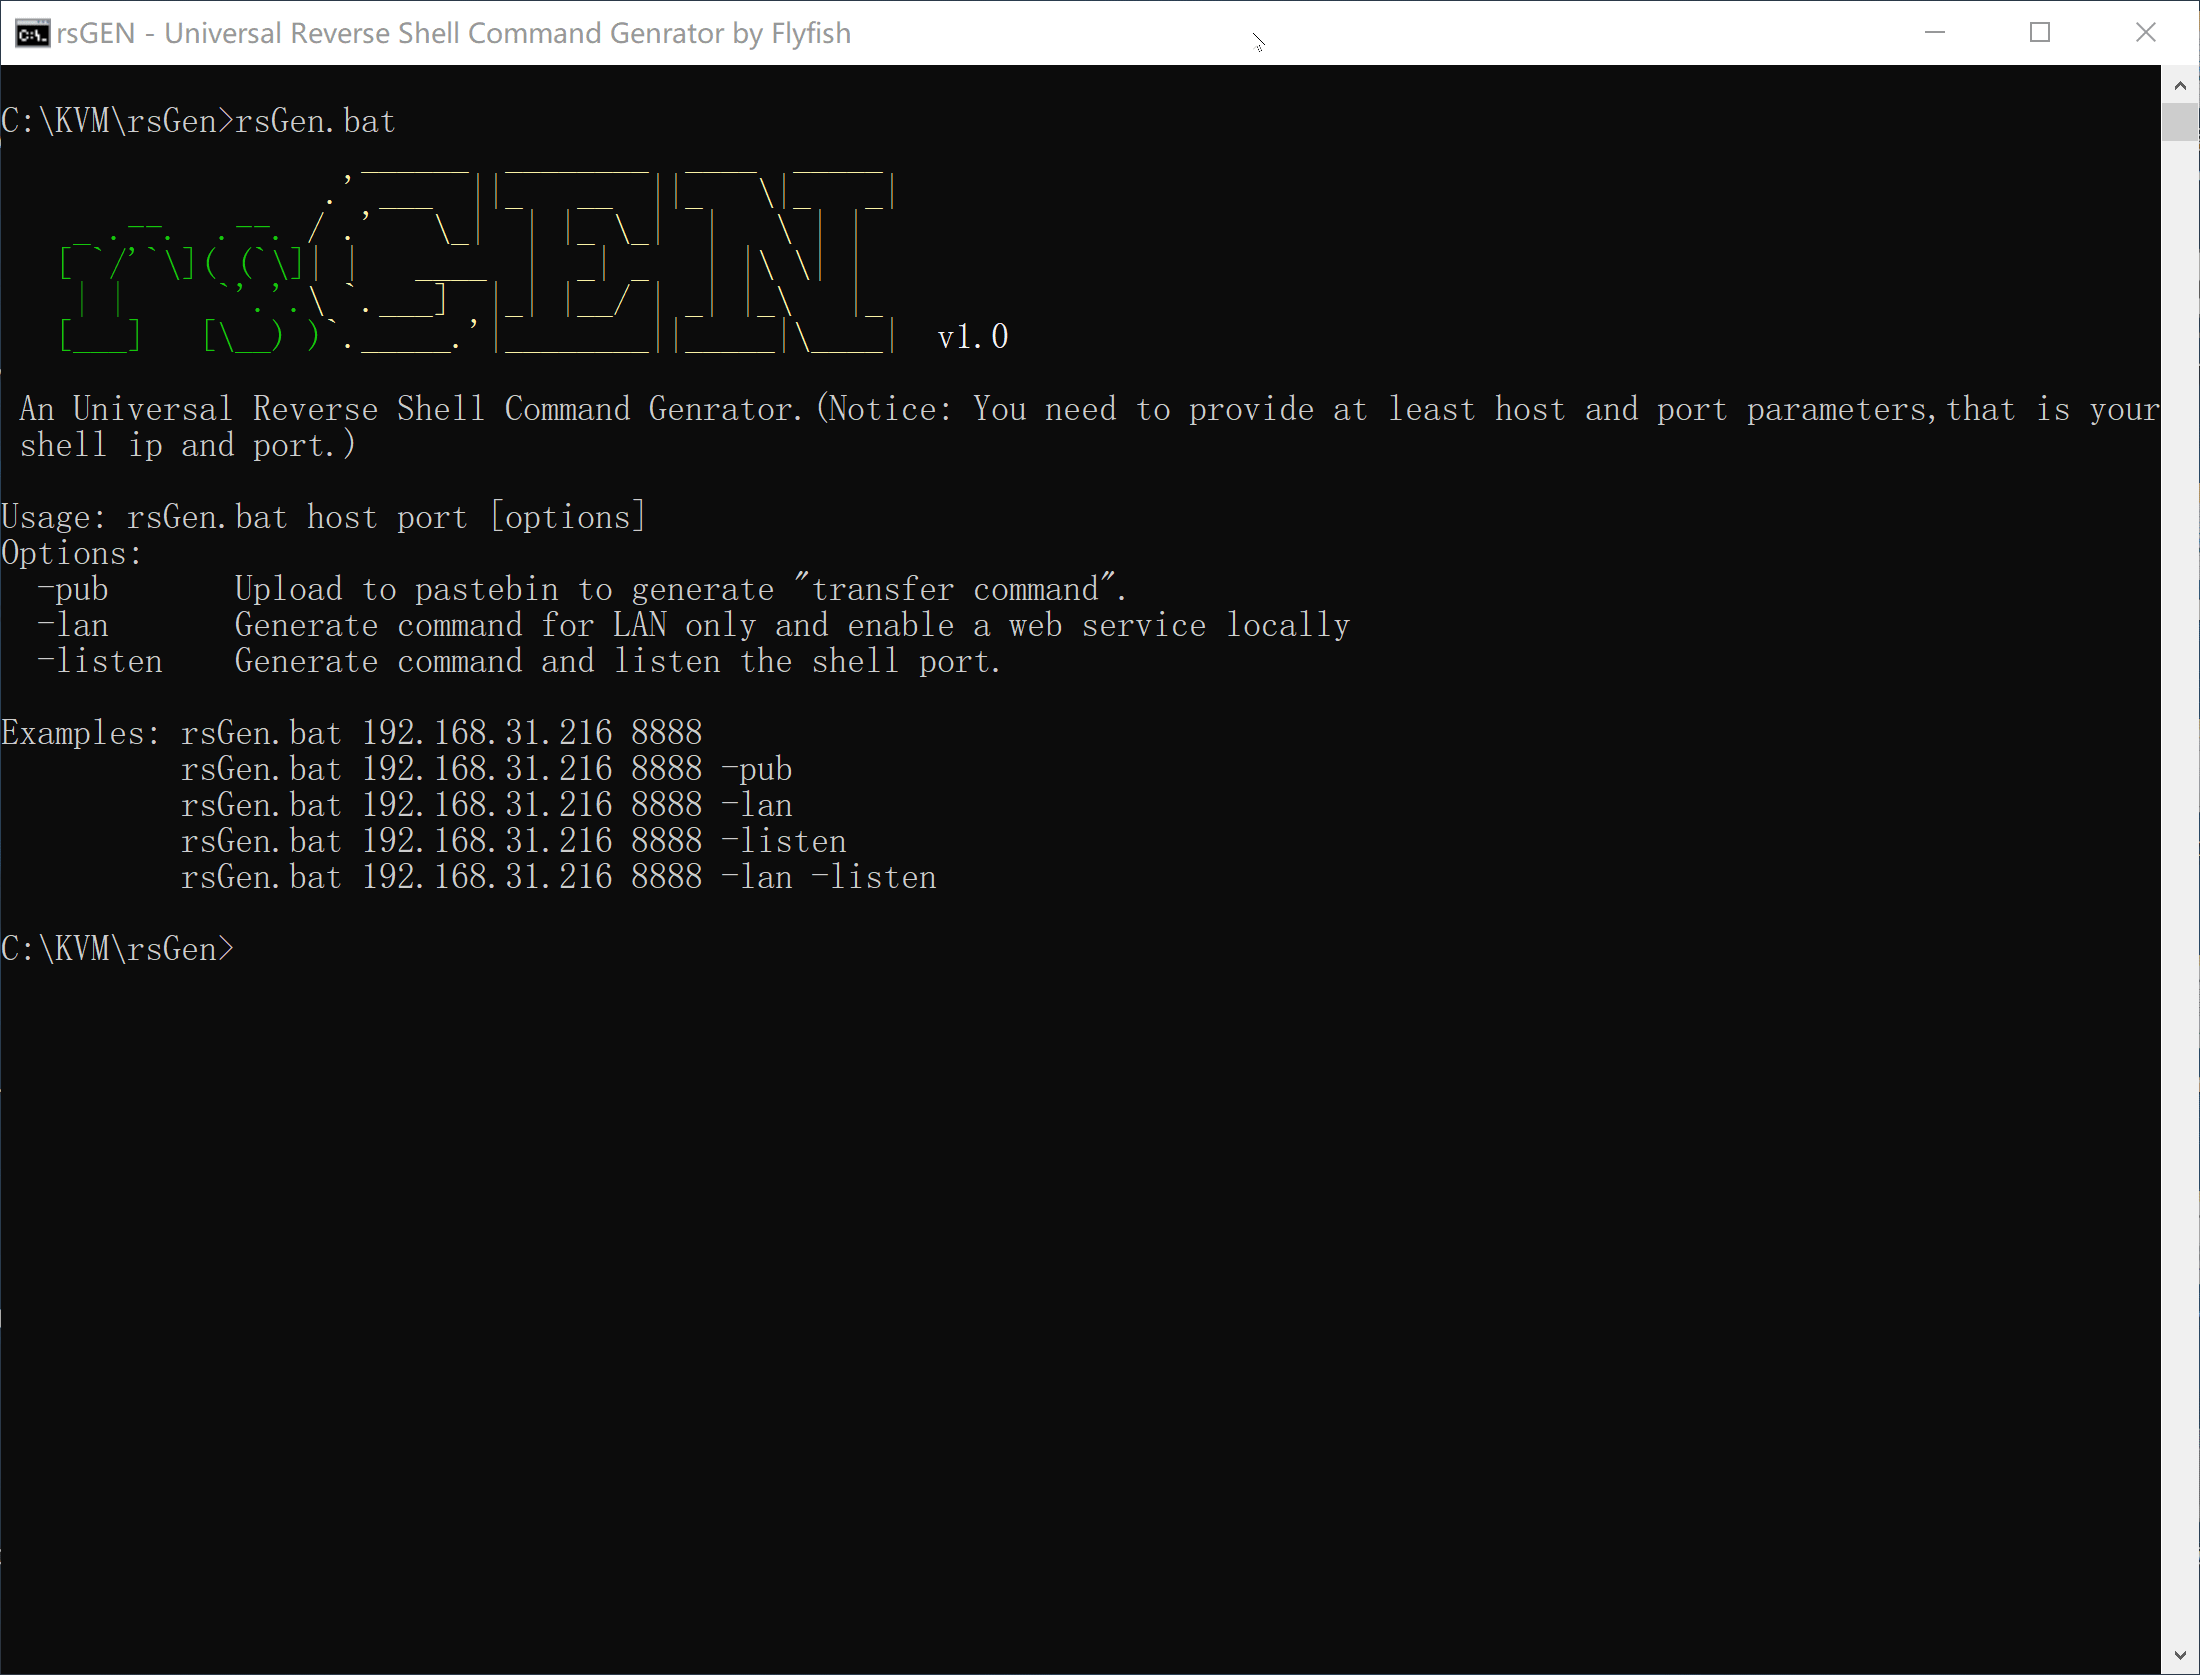 rsGEN - Universal Reverse Shell Command Genrator by Flyfish
C:\KVM\rsGen>rsGen.bat
rsGEN v1.0
An Universal Reverse Shell Command Genrator.(Notice: You need to provide at least host and port parameters,that is your
shell ip and port.)
Usage: rsGen.bat host port [options]
Options:
-pub Upload to pastebin to generate "transfer command".
-lan Generate command for LAN only and enable a web service locally
-listen Generate command and listen the shell port.
Examples: rsGen.bat 192.168.31.216 8888
rsGen.bat 192.168.31.216 8888 -pub
rsGen.bat 192.168.31.216 8888 -lan
rsGen.bat 192.168.31.216 8888 -listen
rsGen.bat 192.168.31.216 8888 -lan -listen
C:\KVM\rsGen>